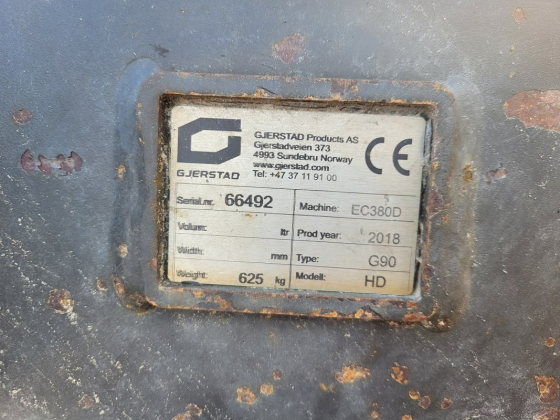 GJERSTAD
GJERSTAD Products AS
Gjerstadveien 373
4993 Sundebru Norway
www.gjerstad.com
Tel: +47 37 11 91 00
CE
Serial.nr. 66492
Machine: EC380D
Volum: ltr
Prod year: 2018
Width: mm
Type: G90
Weight: 625 kg
Modell: HD